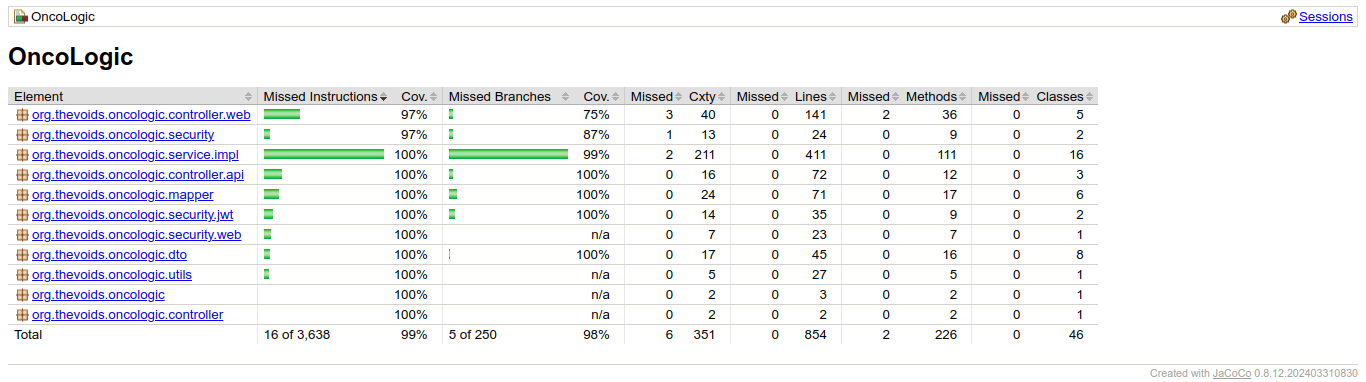 OncoLogic Sessions
OncoLogic
Element Missed Instructions Cov. Missed Branches Cov. Missed Cxty Missed Lines Missed Methods Missed Classes
org.thevoids.oncologic.controller.web 97% 75% 3 40 0 141 2 36 0 5
org.thevoids.oncologic.security 97% 87% 1 13 0 24 0 9 0 2
org.thevoids.oncologic.service.impl 100% 99% 2 211 0 411 0 111 0 16
org.thevoids.oncologic.controller.api 100% 100% 0 16 0 72 0 12 0 3
org.thevoids.oncologic.mapper 100% 100% 0 24 0 71 0 17 0 6
org.thevoids.oncologic.security.jwt 100% 100% 0 14 0 35 0 9 0 2
org.thevoids.oncologic.security.web 100% n/a 0 7 0 23 0 7 0 1
org.thevoids.oncologic.dto 100% 100% 0 17 0 45 0 16 0 8
org.thevoids.oncologic.utils 100% n/a 0 5 0 27 0 5 0 1
org.thevoids.oncologic 100% n/a 0 2 0 3 0 2 0 1
org.thevoids.oncologic.controller 100% n/a 0 2 0 2 0 2 0 1
Total 16 of 3,638 99% 5 of 250 98% 6 351 0 854 2 226 0 46
Created with JaCoCo 0.8.12.202403310830